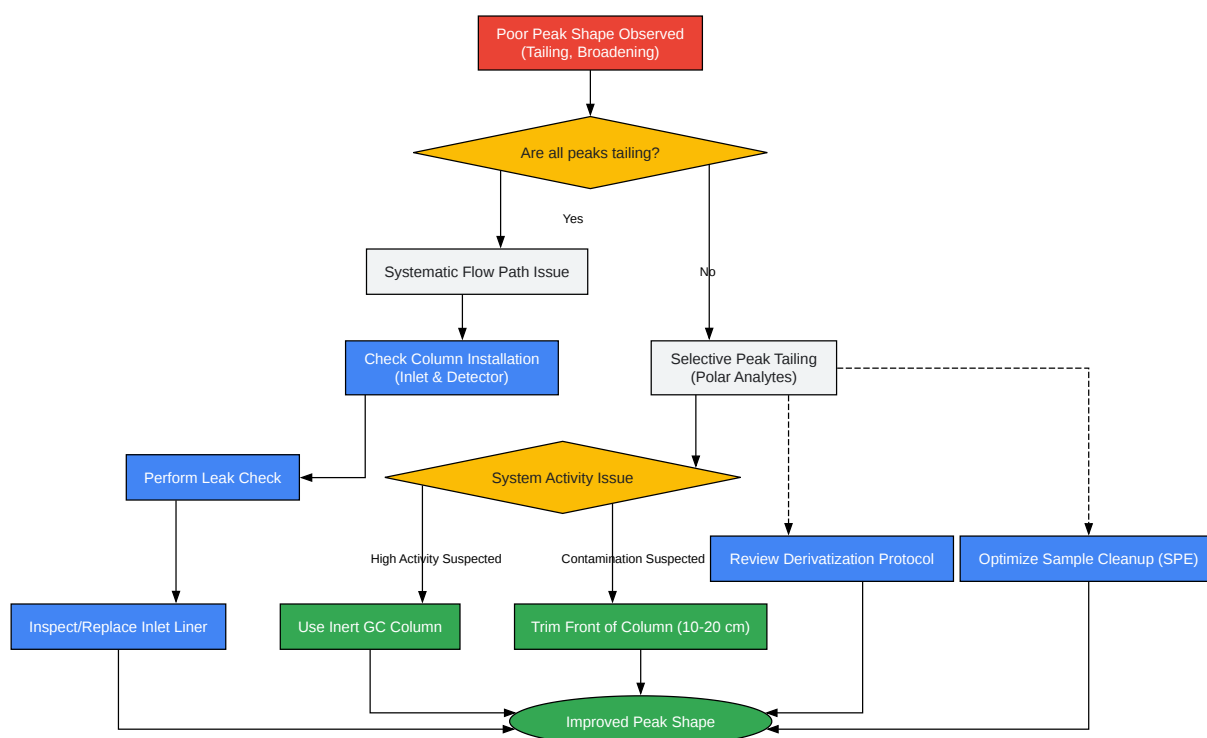 Poor Peak Shape Observed
(Tailing, Broadening)
Are all peaks tailing?
Yes
Systematic Flow Path Issue
No
Check Column Installation
(Inlet & Detector)
Selective Peak Tailing
(Polar Analytes)
Perform Leak Check
System Activity Issue
High Activity Suspected
Contamination Suspected
Review Derivatization Protocol
Optimize Sample Cleanup (SPE)
Inspect/Replace Inlet Liner
Use Inert GC Column
Trim Front of Column (10-20 cm)
Improved Peak Shape